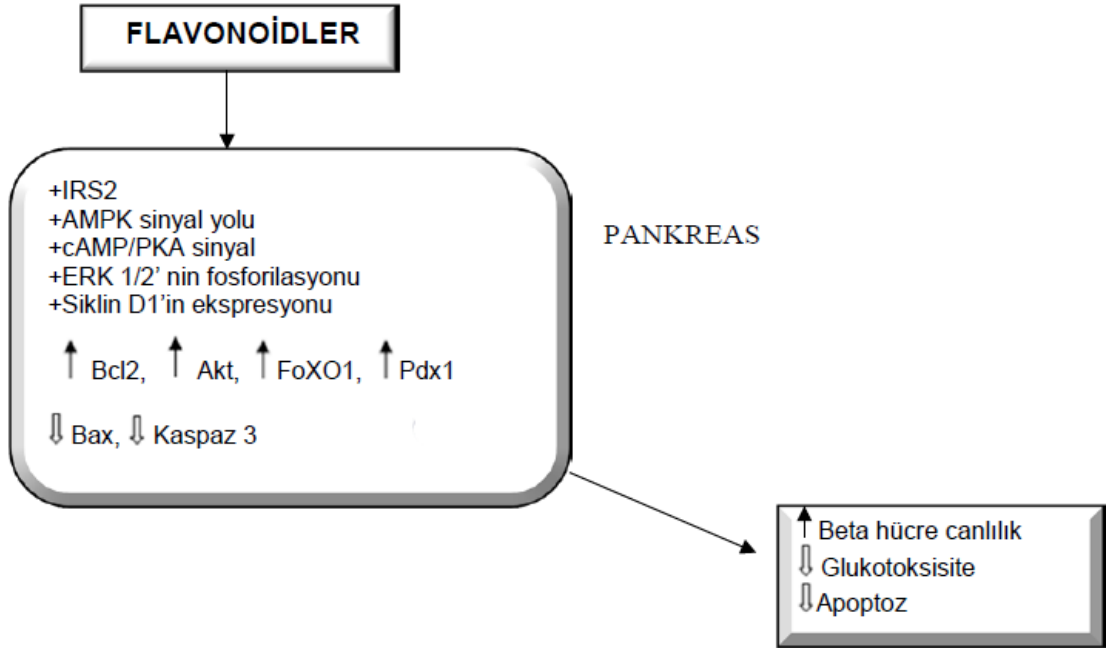 FLAVONOİDLER
+IRS2
+AMPK sinyal yolu
+cAMP/PKA sinyal
+ERK 1/2’ nin fosforilasyonu
+Siklin D1’in ekspresyonu
↑ Bcl2, ↑ Akt, ↑ FoXO1, ↑ Pdx1
⇩ Bax, ⇩ Kaspaz 3
PANKREAS
↑ Beta hücre canlılık
⇩ Glukotoksisite
⇩ Apoptoz